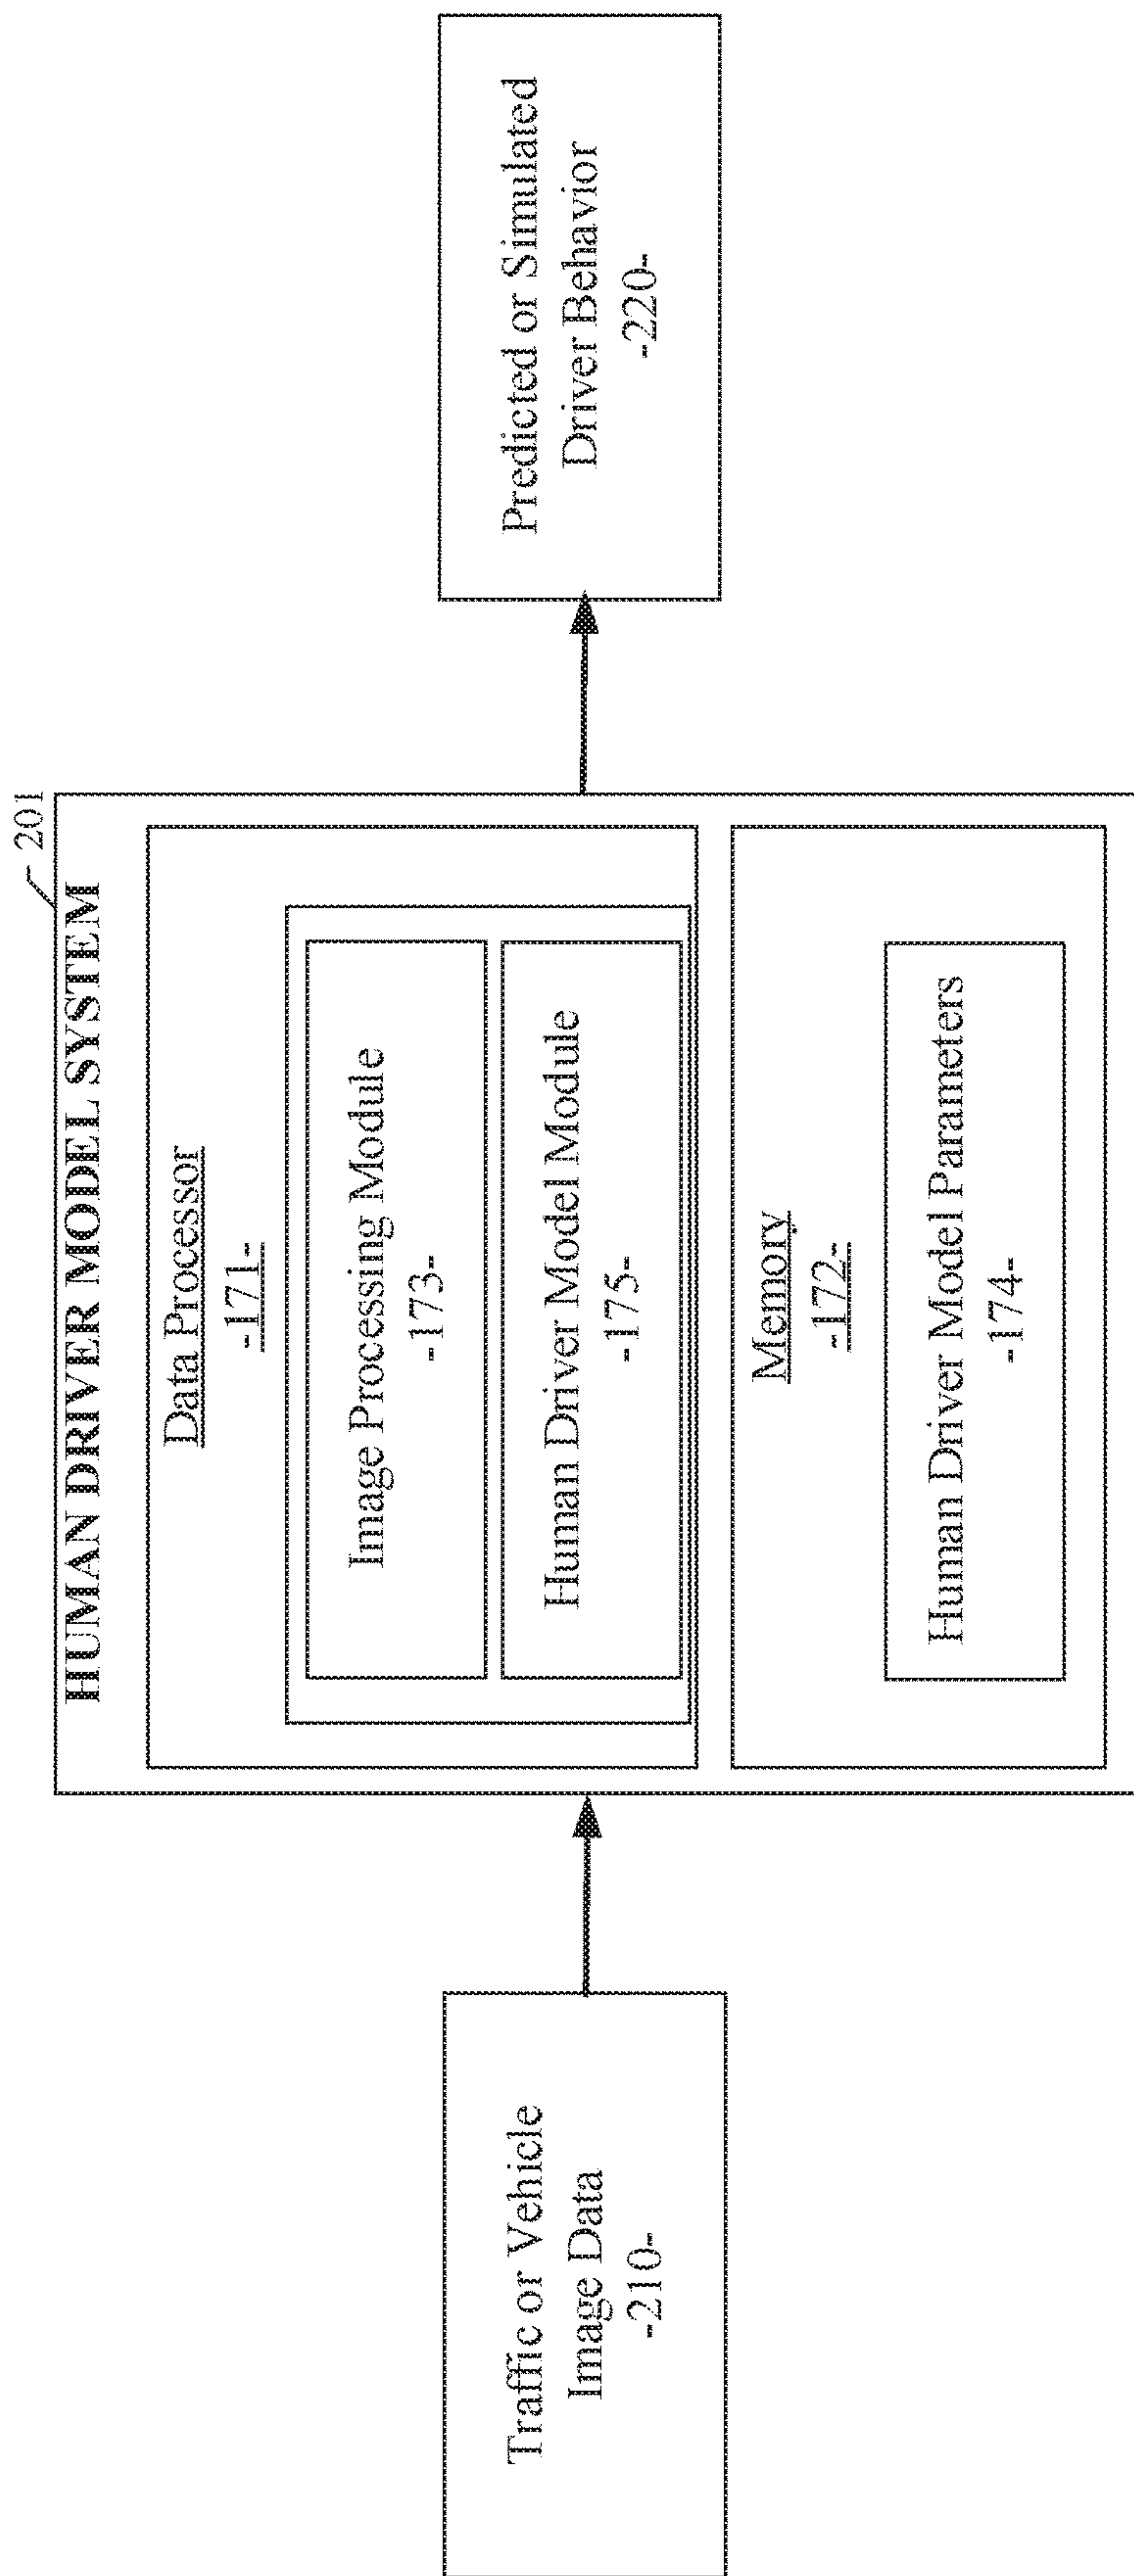 Traffic or Vehicle
Image Data
-210-
201
HUMAN DRIVER MODEL SYSTEM
Data Processor
-171-
Image Processing Module
-173-
Human Driver Model Module
-175-
Memory
-172-
Human Driver Model Parameters
-174-
Predicted or Simulated
Driver Behavior
-220-